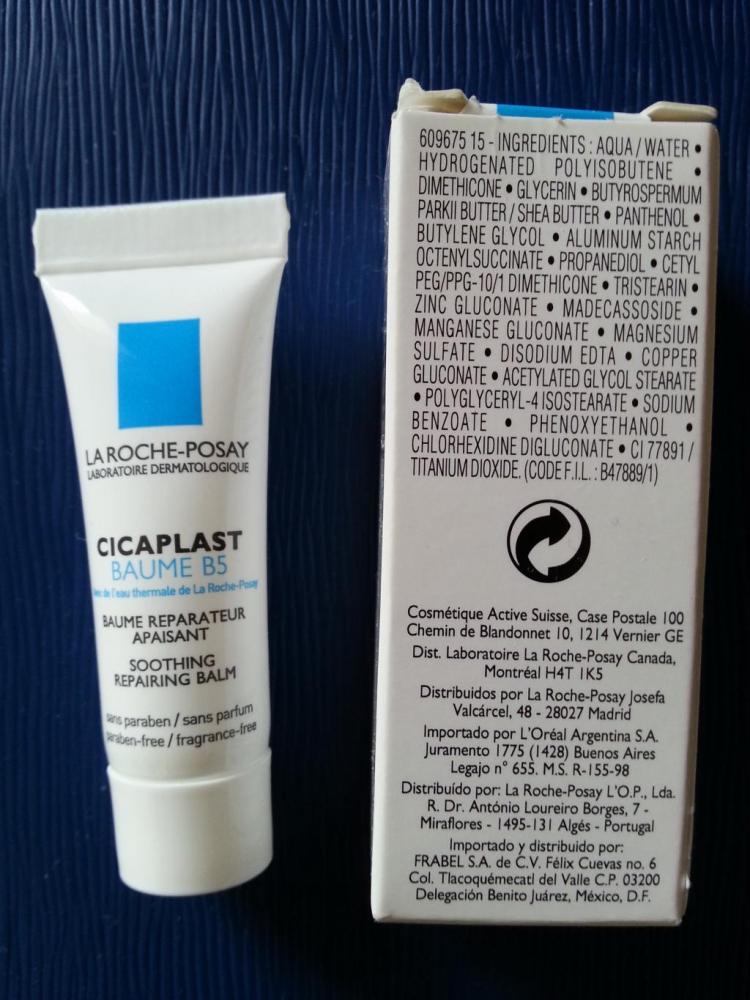 LA ROCHE-POSAY
LABORATOIRE DERMATOLOGIQUE
CICAPLAST
BAUME B5
de l'eau thermale de La Roche-Posay
BAUME REPARATEUR
APAISANT
SOOTHING
REPAIRING BALM
sans paraben / sans parfum
paraben-free / fragrance-free
609675 15 - INGREDIENTS : AQUA / WATER •
HYDROGENATED POLYISOBUTENE •
DIMETHICONE • GLYCERIN • BUTYROSPERMUM
PARKII BUTTER / SHEA BUTTER • PANTHENOL •
BUTYLENE GLYCOL • ALUMINUM STARCH
OCTENYLSUCCINATE • PROPANEDIOL • CETYL
PEG/PPG-10/1 DIMETHICONE • TRISTEARIN •
ZINC GLUCONATE • MADECASSOSIDE •
MANGANESE GLUCONATE • MAGNESIUM
SULFATE • DISODIUM EDTA • COPPER
GLUCONATE • ACETYLATED GLYCOL STEARATE
• POLYGLYCERYL-4 ISOSTEARATE • SODIUM
BENZOATE • PHENOXYETHANOL •
CHLORHEXIDINE DIGLUCONATE • CI 77891 /
TITANIUM DIOXIDE. (CODE F.I.L. : B47889/1)
Cosmétique Active Suisse, Case Postale 100
Chemin de Blandonnet 10, 1214 Vernier GE
Dist. Laboratoire La Roche-Posay Canada,
Montréal H4T 1K5
Distribuidos por La Roche-Posay Josefa
Valcárcel, 48 - 28027 Madrid
Importado por L'Oréal Argentina S.A.
Juramento 1775 (1428) Buenos Aires
Legajo n° 655. M.S. R-155-98
Distribuído por: La Roche-Posay L'O.P., Lda.
R. Dr. António Loureiro Borges, 7 -
Miraflores - 1495-131 Algés - Portugal
Importado y distribuido por:
FRABEL S.A. de C.V. Félix Cuevas no. 6
Col. Tlacoquémecatl del Valle C.P. 03200
Delegación Benito Juárez, México, D.F.